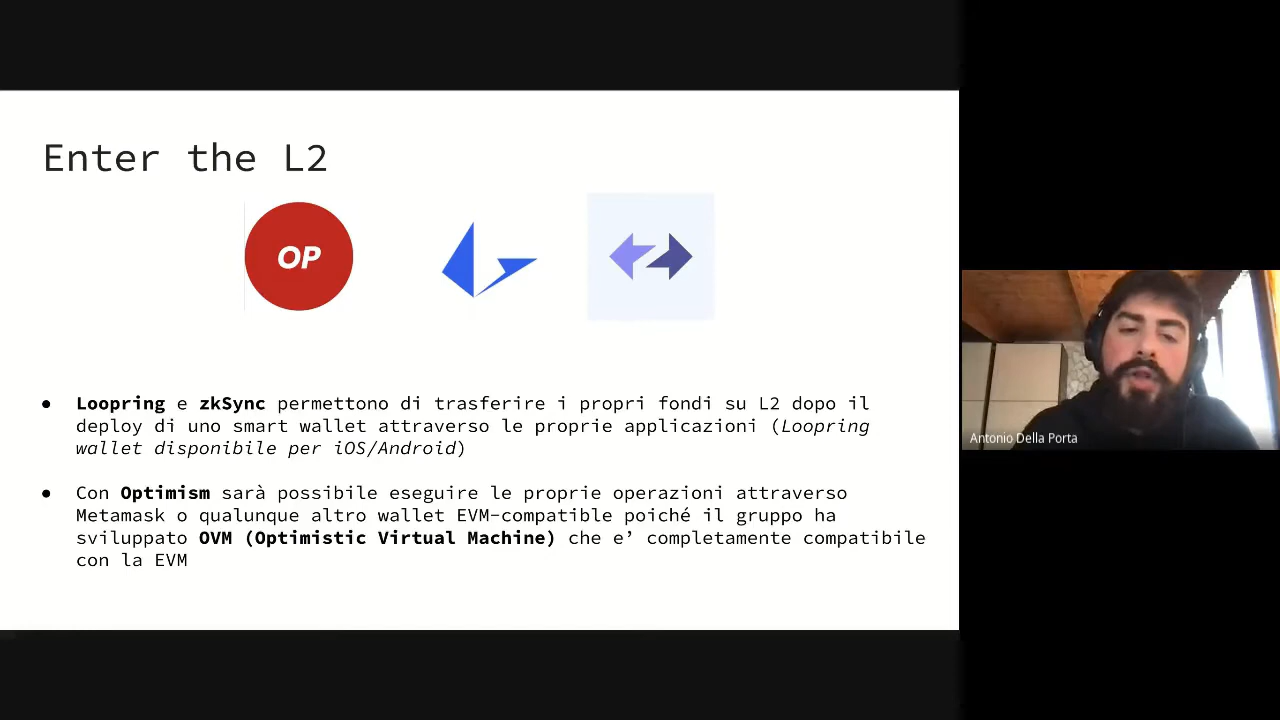 Enter the L2
OP
● Loopring e zkSync permettono di trasferire i propri fondi su L2 dopo il
deploy di uno smart wallet attraverso le proprie applicazioni (Loopring
wallet disponibile per iOS/Android)
● Con Optimism sarà possibile eseguire le proprie operazioni attraverso
Metamask o qualunque altro wallet EVM-compatible poiché il gruppo ha
sviluppato OVM (Optimistic Virtual Machine) che e’ completamente compatibile
con la EVM
Antonio Della Porta